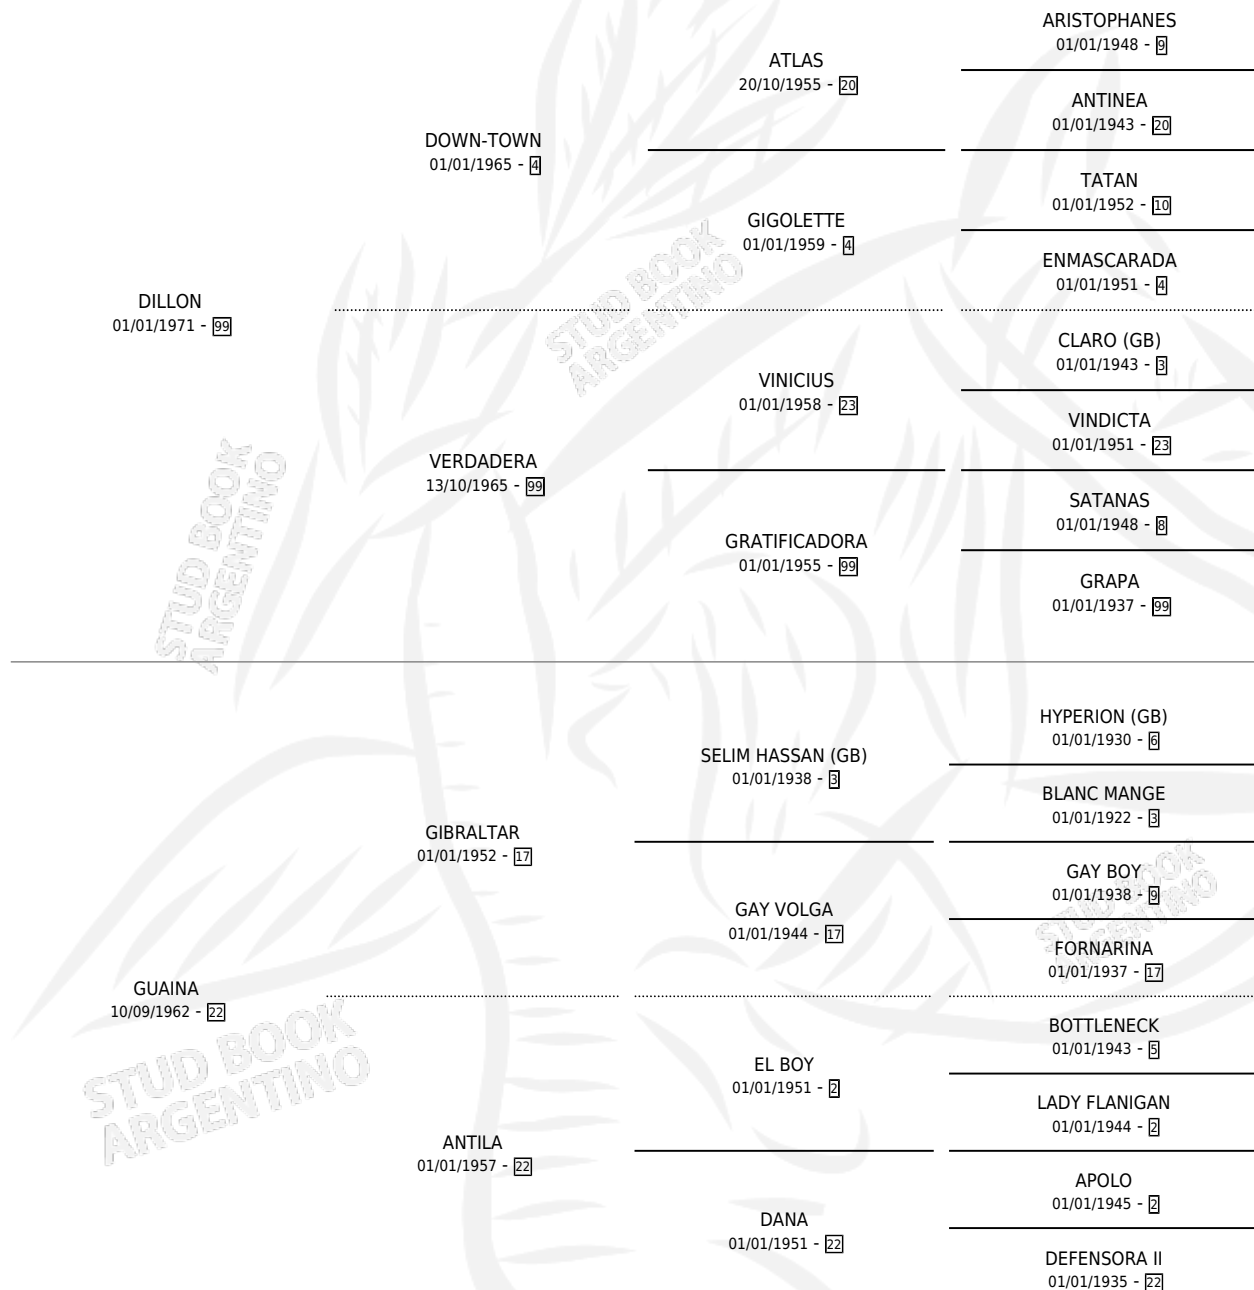 ARISTOPHANES
01/01/1948 - 9
ATLAS
20/10/1955 - 20
ANTINEA
01/01/1943 - 20
DOWN-TOWN
01/01/1965 - 4
TATAN
01/01/1952 - 10
GIGOLETTE
01/01/1959 - 4
ENMASCARADA
01/01/1951 - 4
DILLON
01/01/1971 - 99
CLARO (GB)
01/01/1943 - 3
VINICIUS
01/01/1958 - 23
VINDICTA
01/01/1951 - 23
VERDADERA
13/10/1965 - 99
SATANAS
01/01/1948 - 8
GRATIFICADORA
01/01/1955 - 99
GRAPA
01/01/1937 - 99
STUD BOOK
ARGENTINO
STUD BOOK
ARGENTINO
HYPERION (GB)
01/01/1930 - 6
SELIM HASSAN (GB)
01/01/1938 - 3
BLANC MANGE
01/01/1922 - 3
GIBRALTAR
01/01/1952 - 17
GAY BOY
01/01/1938 - 9
GAY VOLGA
01/01/1944 - 17
FORNARINA
01/01/1937 - 17
GUAINA
10/09/1962 - 22
BOTTLENECK
01/01/1943 - 5
EL BOY
01/01/1951 - 2
LADY FLANIGAN
01/01/1944 - 2
ANTILA
01/01/1957 - 22
APOLO
01/01/1945 - 2
DANA
01/01/1951 - 22
DEFENSORA II
01/01/1935 - 22
STUD BOOK
ARGENTINO
STUD BOOK
ARGENTINO